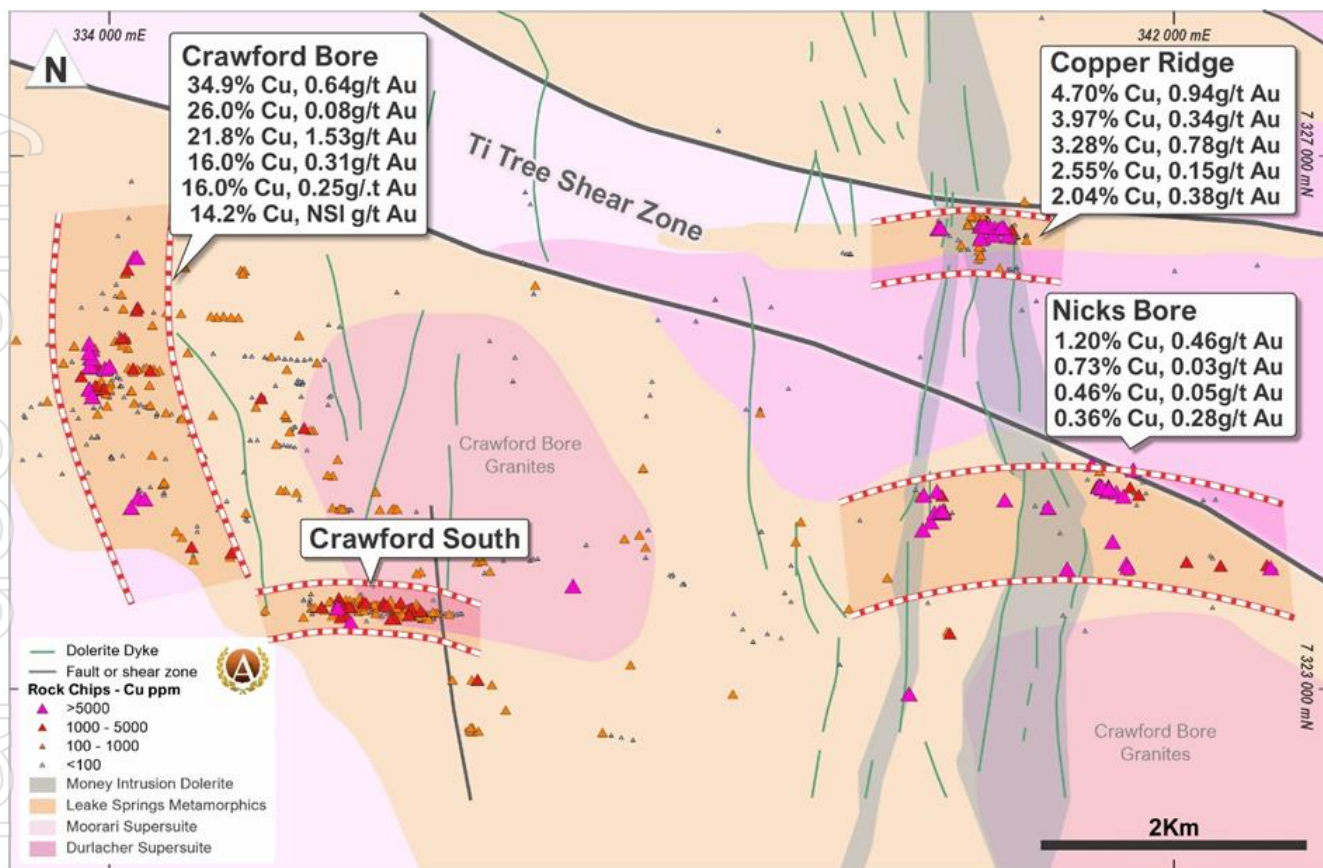 334 000 mE
342 000 mE
N
Crawford Bore
34.9% Cu, 0.64g/t Au
26.0% Cu, 0.08g/t Au
21.8% Cu, 1.53g/t Au
16.0% Cu, 0.31g/t Au
16.0% Cu, 0.25g/.t Au
14.2% Cu, NSI g/t Au
Copper Ridge
4.70% Cu, 0.94g/t Au
3.97% Cu, 0.34g/t Au
3.28% Cu, 0.78g/t Au
2.55% Cu, 0.15g/t Au
2.04% Cu, 0.38g/t Au
7 327 000 mN
Ti Tree Shear Zone
Nicks Bore
1.20% Cu, 0.46g/t Au
0.73% Cu, 0.03g/t Au
0.46% Cu, 0.05g/t Au
0.36% Cu, 0.28g/t Au
Crawford Bore
Granites
Crawford South
7 323 000 mN
Crawford Bore
Granites
2Km
Dolerite Dyke
Fault or shear zone
A
Rock Chips - Cu ppm
>5000
1000 - 5000
100 - 1000
<100
Money Intrusion Dolerite
Leake Springs Metamorphics
Moorari Supersuite
Durlacher Supersuite